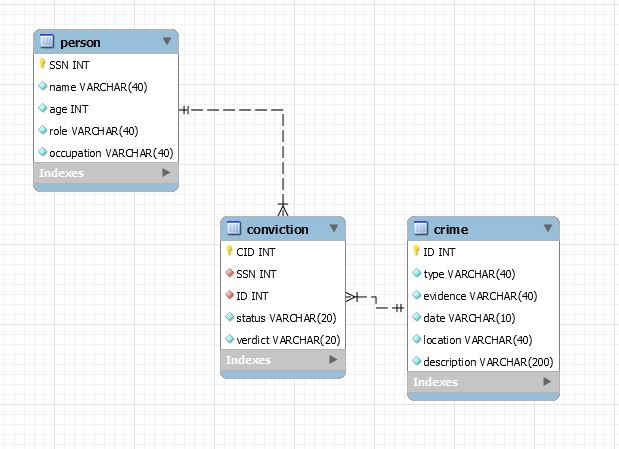 person
SSN INT
name VARCHAR(40)
age INT
role VARCHAR(40)
occupation VARCHAR(40)
Indexes
conviction
CID INT
SSN INT
ID INT
status VARCHAR(20)
verdict VARCHAR(20)
Indexes
crime
ID INT
type VARCHAR(40)
evidence VARCHAR(40)
date VARCHAR(10)
location VARCHAR(40)
description VARCHAR(200)
Indexes